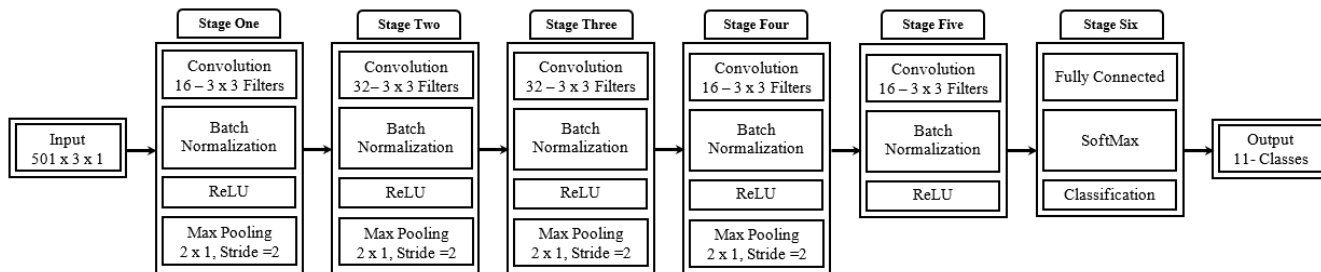 Stage One
Stage Two
Stage Three
Stage Four
Stage Five
Stage Six
Input
501 x 3 x 1
Convolution
16 – 3 x 3 Filters
Batch
Normalization
ReLU
Max Pooling
2 x 1, Stride =2
Convolution
32– 3 x 3 Filters
Batch
Normalization
ReLU
Max Pooling
2 x 1, Stride =2
Convolution
32 – 3 x 3 Filters
Batch
Normalization
ReLU
Max Pooling
2 x 1, Stride =2
Convolution
16 – 3 x 3 Filters
Batch
Normalization
ReLU
Max Pooling
2 x 1, Stride =2
Convolution
16 – 3 x 3 Filters
Batch
Normalization
ReLU
Fully Connected
SoftMax
Classification
Output
11- Classes